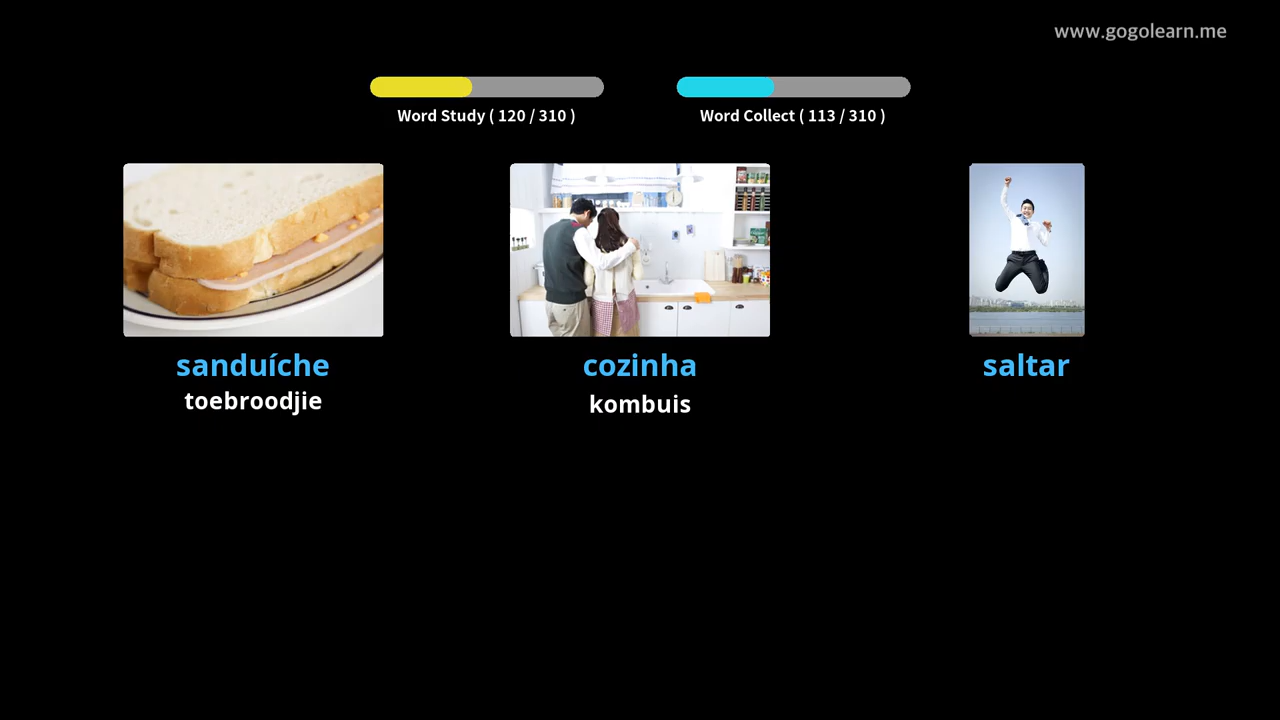 www.gogolearn.me
Word Study ( 120 / 310 )
Word Collect ( 113 / 310 )
sanduíche
toebroodjie
cozinha
kombuis
saltar